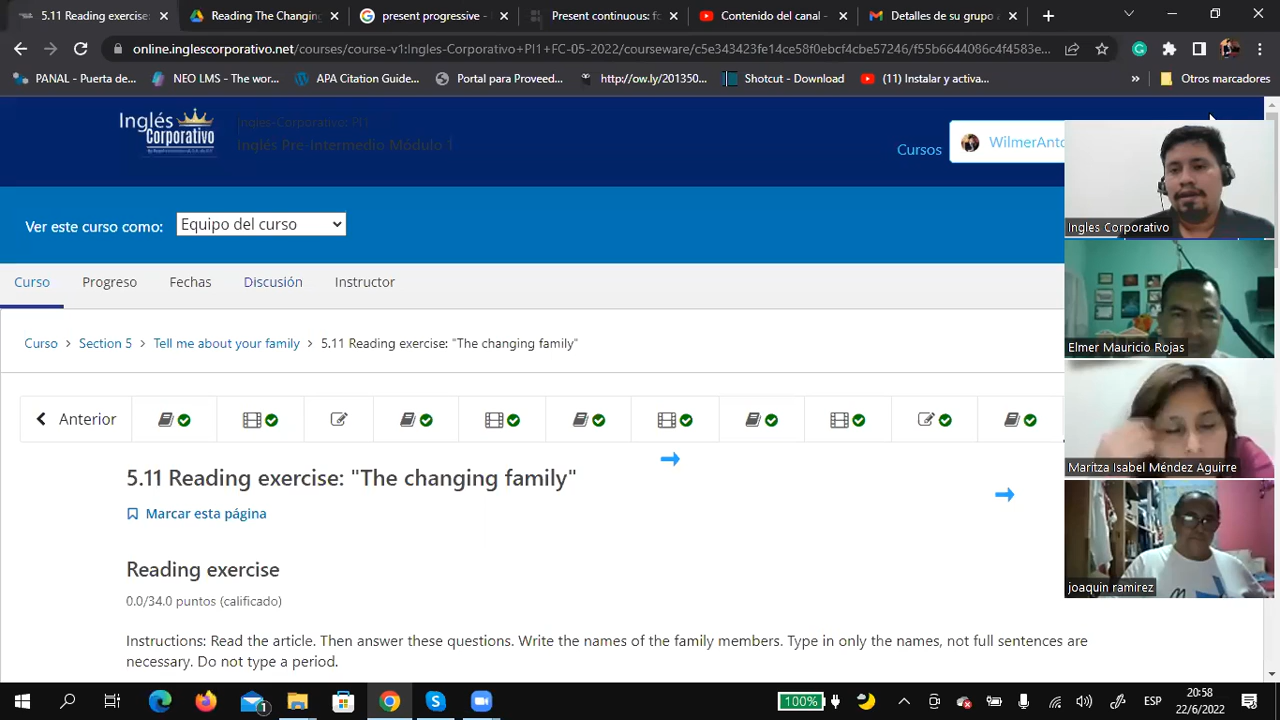 5.11 Reading exercises:
Reading The Changing
present progressive -
Present continuous: fo
Contenido del canal -
Detalles de su grupo a
online.inglescorporativo.net/courses/course-v1:Ingles-Corporativo+PI1+FC-05-2022/courseware/c5e343423fe14ce58f0ebcf4cbe57246/f55b6644086c4f4583e...
PANAL - Puerta de...
NEO LMS - The wor...
APA Citation Guide...
Portal para Proveed...
http://ow.ly/201350...
Shotcut - Download
(11) Instalar y activa...
»
Otros marcadores
Inglés
Corporativo
Ingles-Corporativo: PI1
Inglés Pre-Intermedio Módulo 1
Cursos
WilmerAnto
Ver este curso como:
Equipo del curso
Curso
Progreso
Fechas
Discusión
Instructor
Curso > Section 5 > Tell me about your family > 5.11 Reading exercise: "The changing family"
Anterior
5.11 Reading exercise: "The changing family"
Marcar esta página
Reading exercise
0.0/34.0 puntos (calificado)
Instructions: Read the article. Then answer these questions. Write the names of the family members. Type in only the names, not full sentences are
necessary. Do not type a period.
Ingles Corporativo
Elmer Mauricio Rojas
Maritza Isabel Méndez Aguirre
joaquin ramirez
1
100%
ESP
20:58
22/6/2022